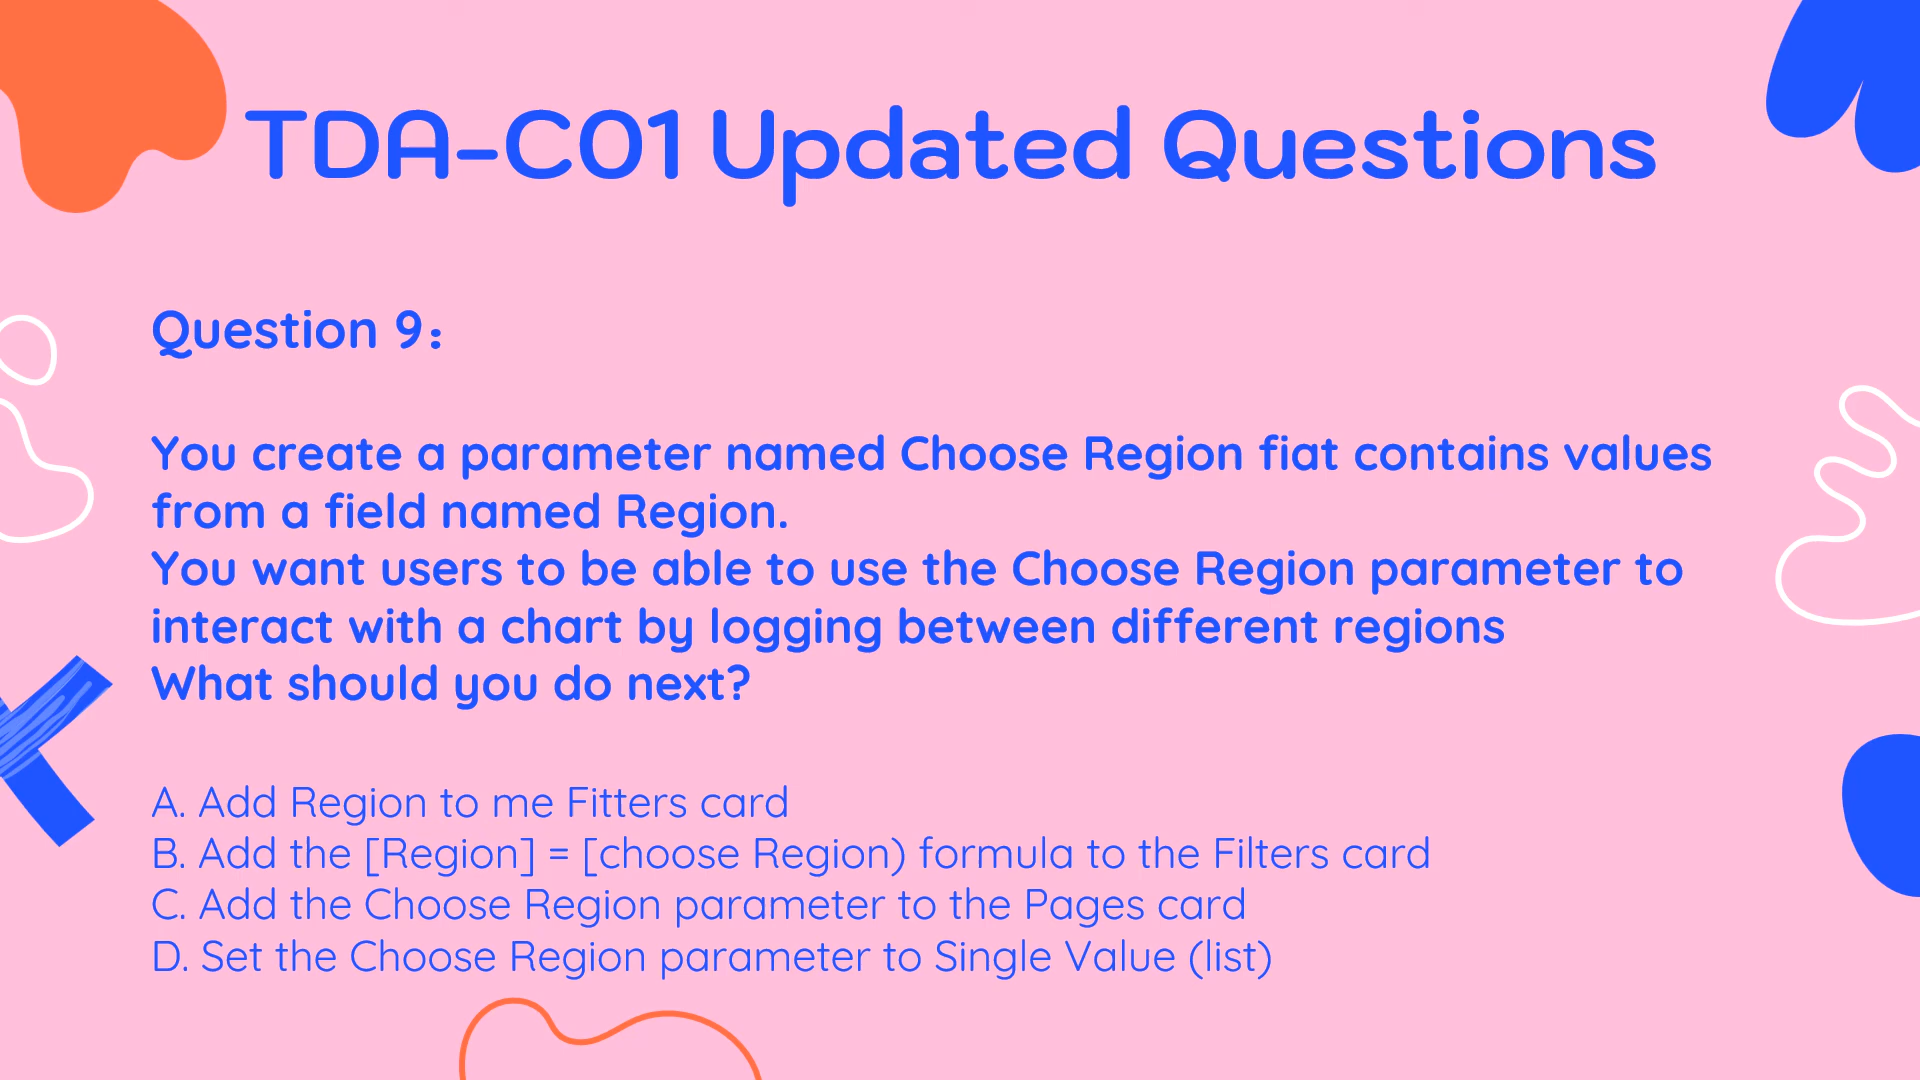 TDA-C01 Updated Questions
Question 9:
You create a parameter named Choose Region fiat contains values
from a field named Region.
You want users to be able to use the Choose Region parameter to
interact with a chart by logging between different regions
What should you do next?
A. Add Region to me Fitters card
B. Add the [Region] = [choose Region) formula to the Filters card
C. Add the Choose Region parameter to the Pages card
D. Set the Choose Region parameter to Single Value (list)